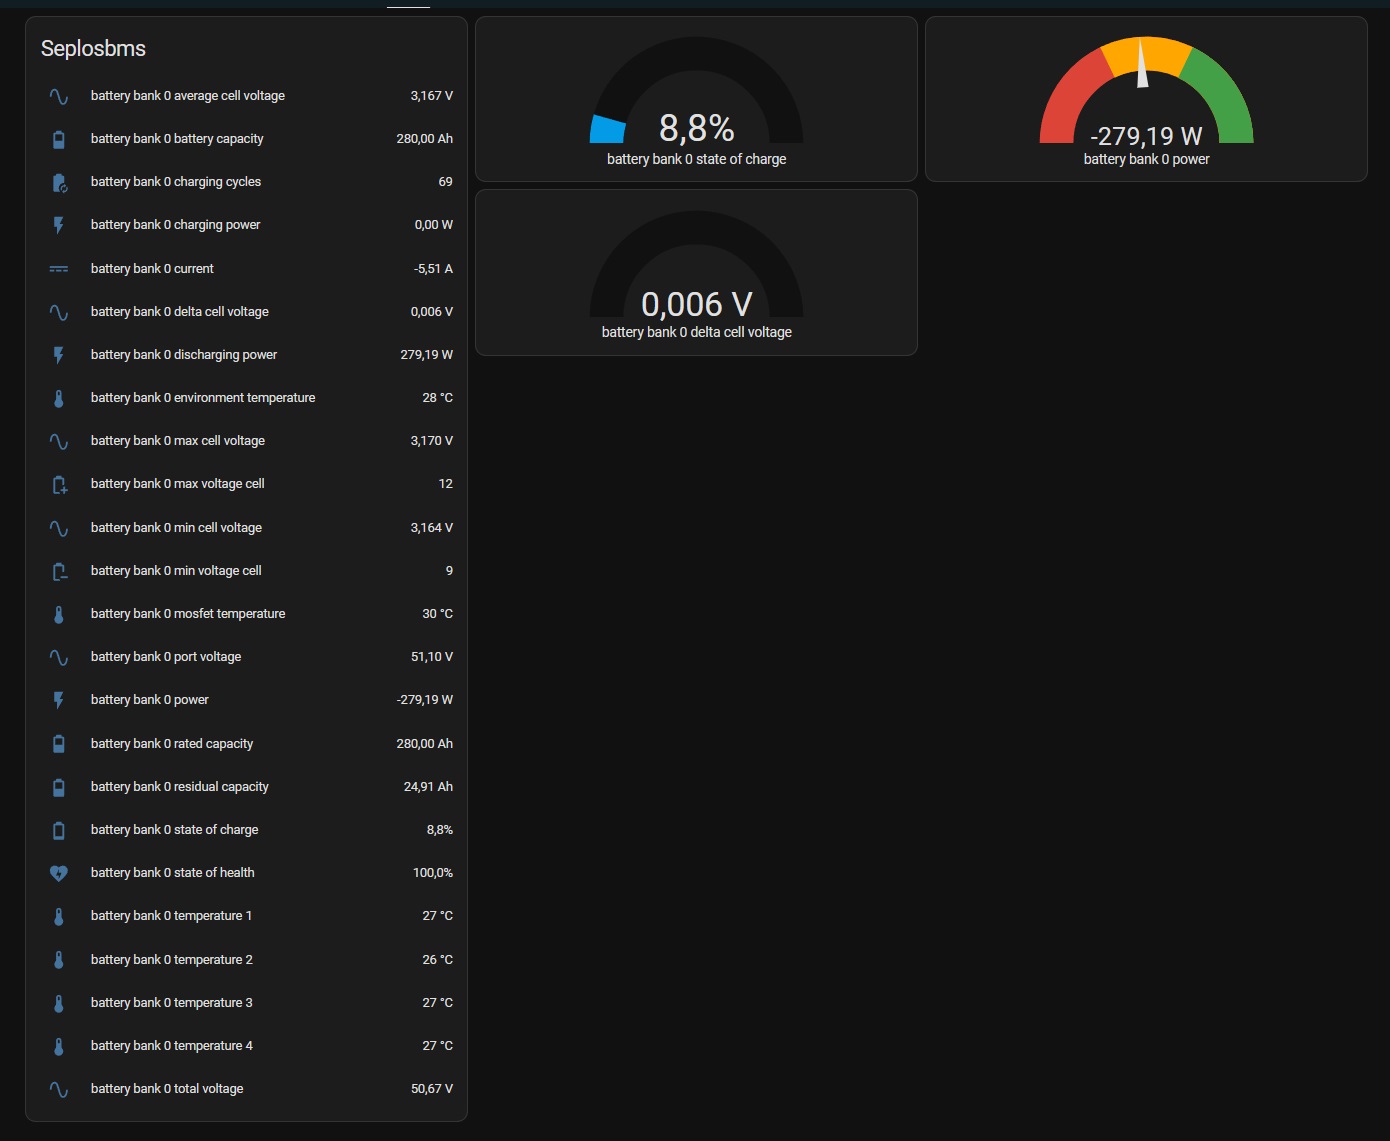 Seplosbms
battery bank 0 average cell voltage 3,167 V
battery bank 0 battery capacity 280,00 Ah
battery bank 0 charging cycles 69
battery bank 0 charging power 0,00 W
battery bank 0 current -5,51 A
battery bank 0 delta cell voltage 0,006 V
battery bank 0 discharging power 279,19 W
battery bank 0 environment temperature 28 °C
battery bank 0 max cell voltage 3,170 V
battery bank 0 max voltage cell 12
battery bank 0 min cell voltage 3,164 V
battery bank 0 min voltage cell 9
battery bank 0 mosfet temperature 30 °C
battery bank 0 port voltage 51,10 V
battery bank 0 power -279,19 W
battery bank 0 rated capacity 280,00 Ah
battery bank 0 residual capacity 24,91 Ah
battery bank 0 state of charge 8,8%
battery bank 0 state of health 100,0%
battery bank 0 temperature 1 27 °C
battery bank 0 temperature 2 26 °C
battery bank 0 temperature 3 27 °C
battery bank 0 temperature 4 27 °C
battery bank 0 total voltage 50,67 V
8,8%
battery bank 0 state of charge
0,006 V
battery bank 0 delta cell voltage
-279,19 W
battery bank 0 power